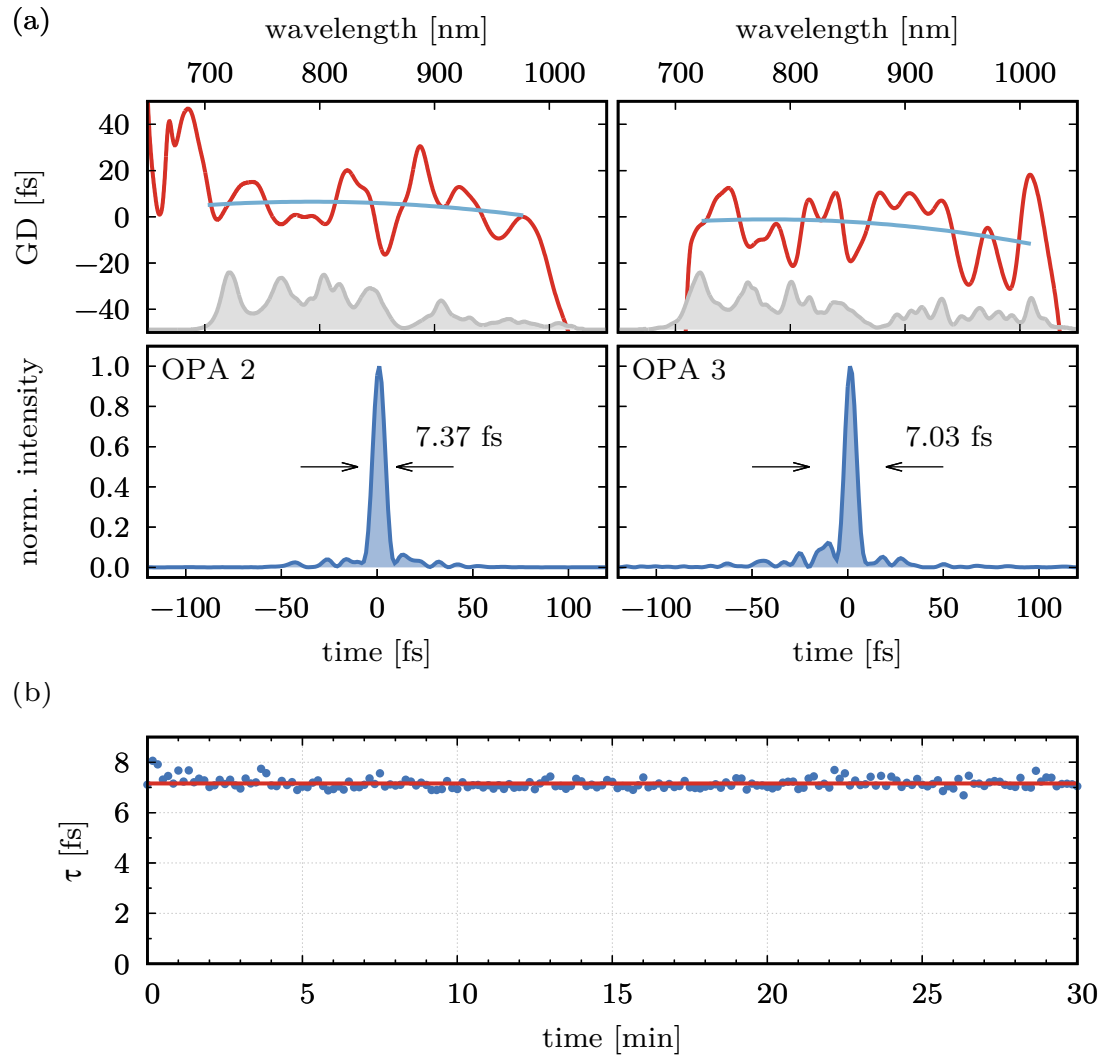 (a)
wavelength [nm] wavelength [nm]
700 800 900 1000 700 800 900 1000
GD [fs]
40
20
0
−20
−40
norm. intensity
1.0
0.8
0.6
0.4
0.2
0.0
OPA 2 OPA 3
7.37 fs 7.03 fs
−100 −50 0 50 100 −100 −50 0 50 100
time [fs] time [fs]
(b)
τ [fs]
8
6
4
2
0
0 5 10 15 20 25 30
time [min]